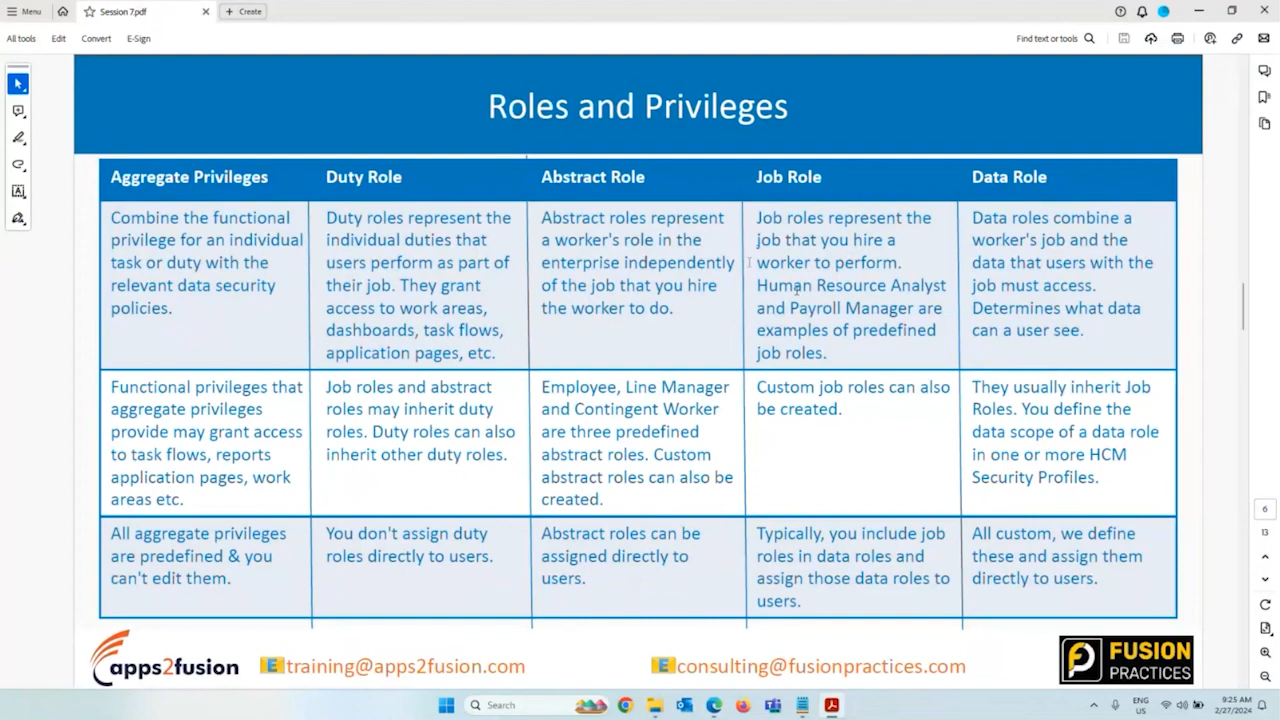 Menu
Session 7.pdf
Create
All tools
Edit
Convert
E-Sign
Find text or tools
Roles and Privileges
Aggregate Privileges
Duty Role
Abstract Role
Job Role
Data Role
Combine the functional
privilege for an individual
task or duty with the
relevant data security
policies.
Duty roles represent the
individual duties that
users perform as part of
their job. They grant
access to work areas,
dashboards, task flows,
application pages, etc.
Abstract roles represent
a worker's role in the
enterprise independently
of the job that you hire
the worker to do.
Job roles represent the
job that you hire a
worker to perform.
Human Resource Analyst
and Payroll Manager are
examples of predefined
job roles.
Data roles combine a
worker's job and the
data that users with the
job must access.
Determines what data
can a user see.
Functional privileges that
aggregate privileges
provide may grant access
to task flows, reports
application pages, work
areas etc.
Job roles and abstract
roles may inherit duty
roles. Duty roles can also
inherit other duty roles.
Employee, Line Manager
and Contingent Worker
are three predefined
abstract roles. Custom
abstract roles can also be
created.
Custom job roles can also
be created.
They usually inherit Job
Roles. You define the
data scope of a data role
in one or more HCM
Security Profiles.
All aggregate privileges
are predefined & you
can't edit them.
You don't assign duty
roles directly to users.
Abstract roles can be
assigned directly to
users.
Typically, you include job
roles in data roles and
assign those data roles to
users.
All custom, we define
these and assign them
directly to users.
apps2fusion
training@apps2fusion.com
consulting@fusionpractices.com
FUSION
PRACTICES
6
13
Search
ENG
US
9:25 AM
2/27/2024